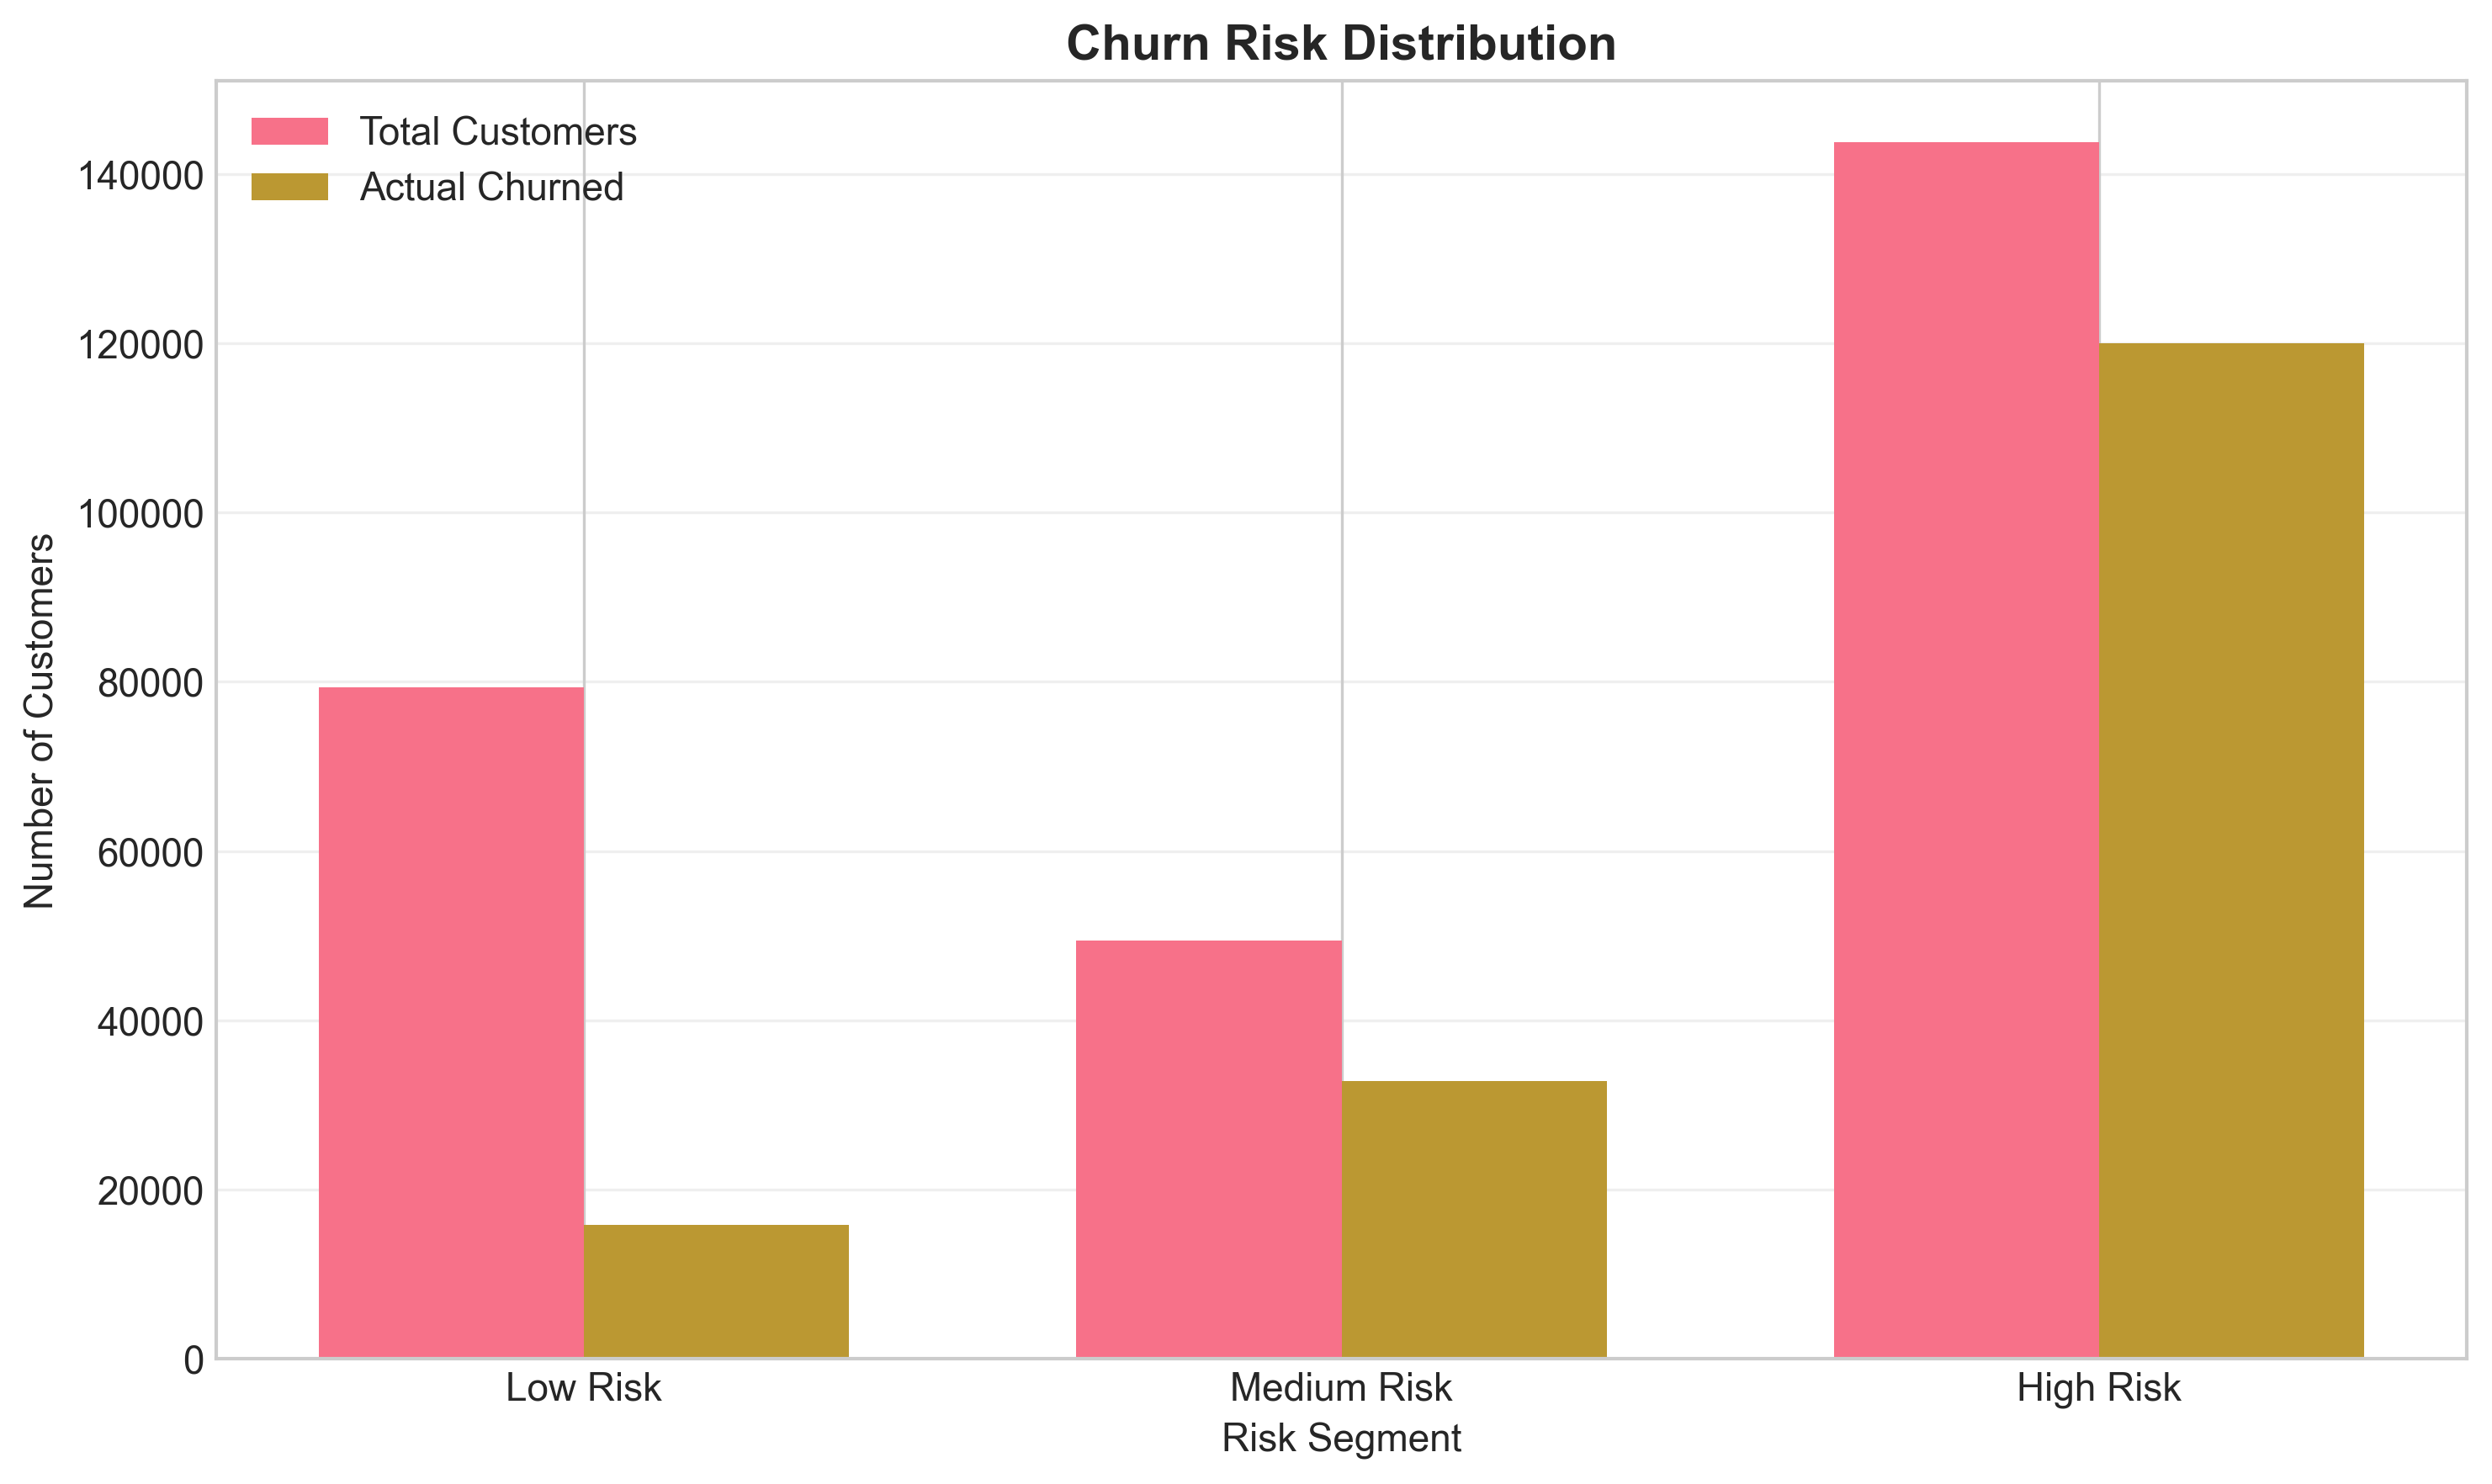 Churn Risk Distribution
Total Customers
Actual Churned
140000
120000
100000
80000
60000
40000
20000
0
Number of Customers
Low Risk
Medium Risk
High Risk
Risk Segment